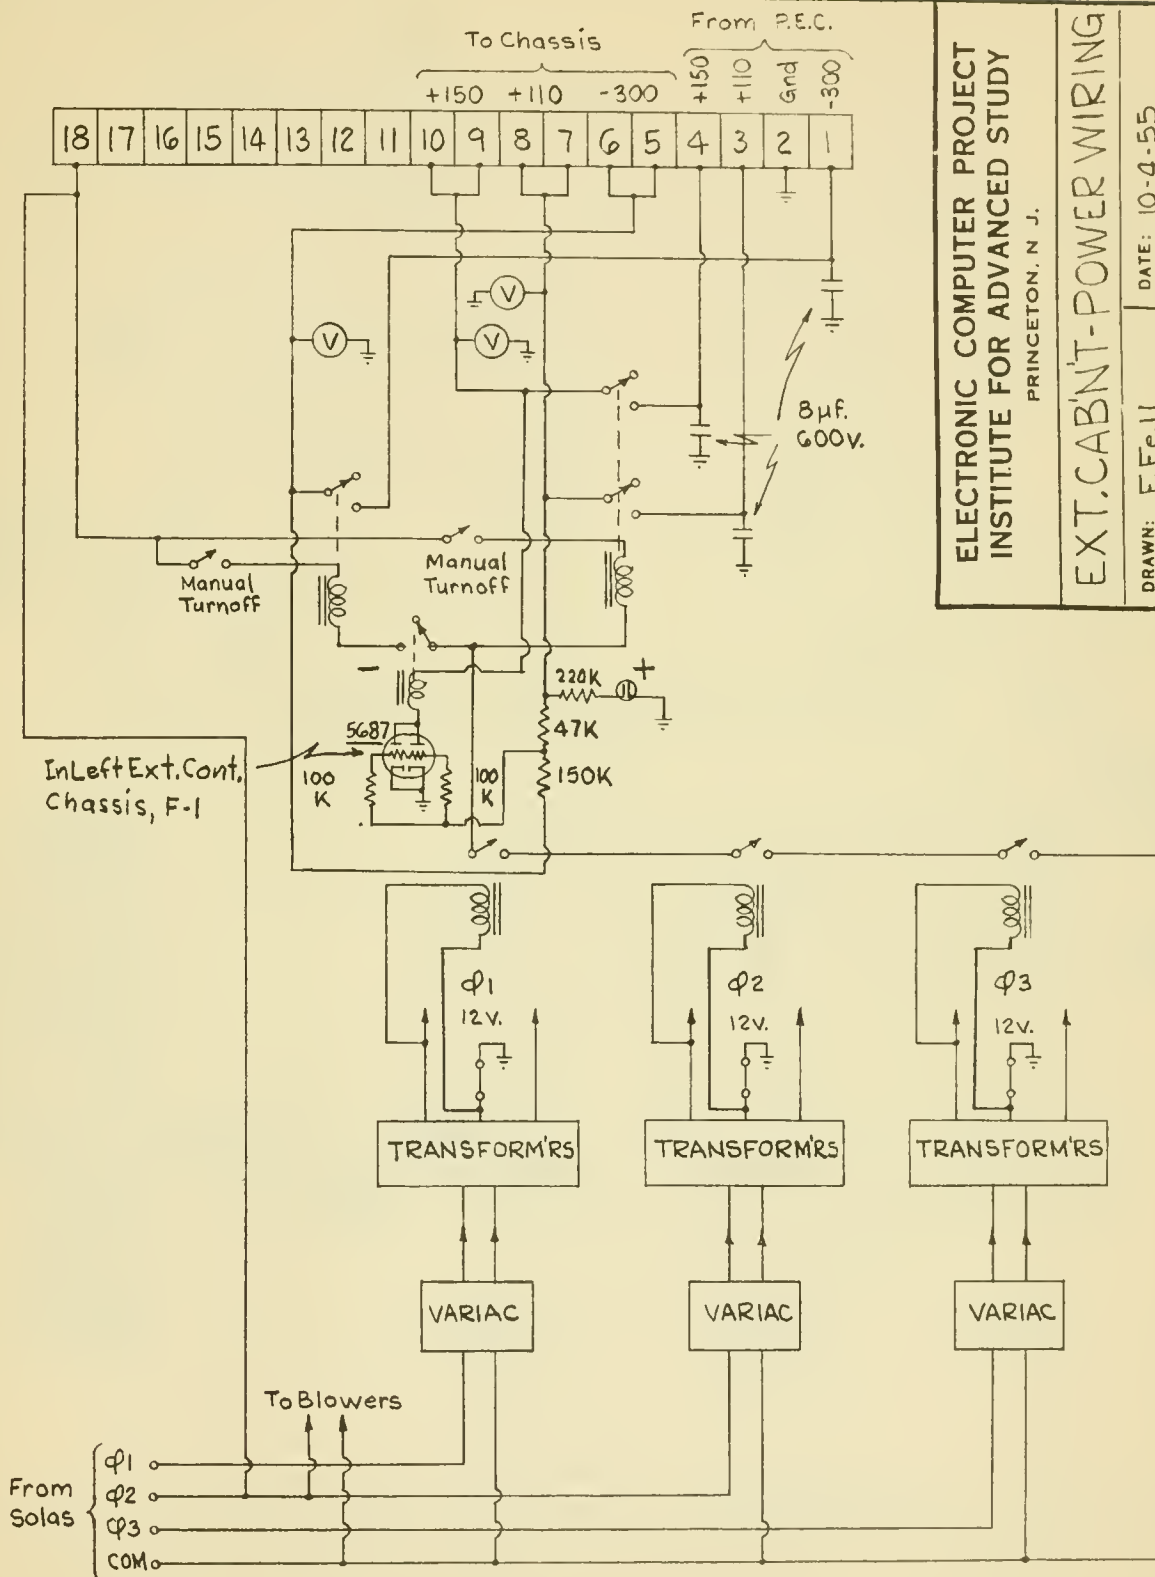 From P.E.C.
To Chassis
+150 +110 -300 +150 +110 Gnd -300
18 17 16 15 14 13 12 11 10 9 8 7 6 5 4 3 2 1
V
V
V
8µf.
600V.
Manual
Turnoff
Manual
Turnoff
-
220K
+
5687
47K
InLeft Ext. Cont.
Chassis, F-1
100
K
100
K
150K
φ1
12V.
φ2
12V.
φ3
12V.
TRANSFORM'RS
TRANSFORM'RS
TRANSFORM'RS
VARIAC
VARIAC
VARIAC
To Blowers
From
Solas
φ1
φ2
φ3
COM
ELECTRONIC COMPUTER PROJECT
INSTITUTE FOR ADVANCED STUDY
PRINCETON, N J.
EXT. CAB'N'T-POWER WIRING
DRAWN: F. Fell
DATE: 10-4-55